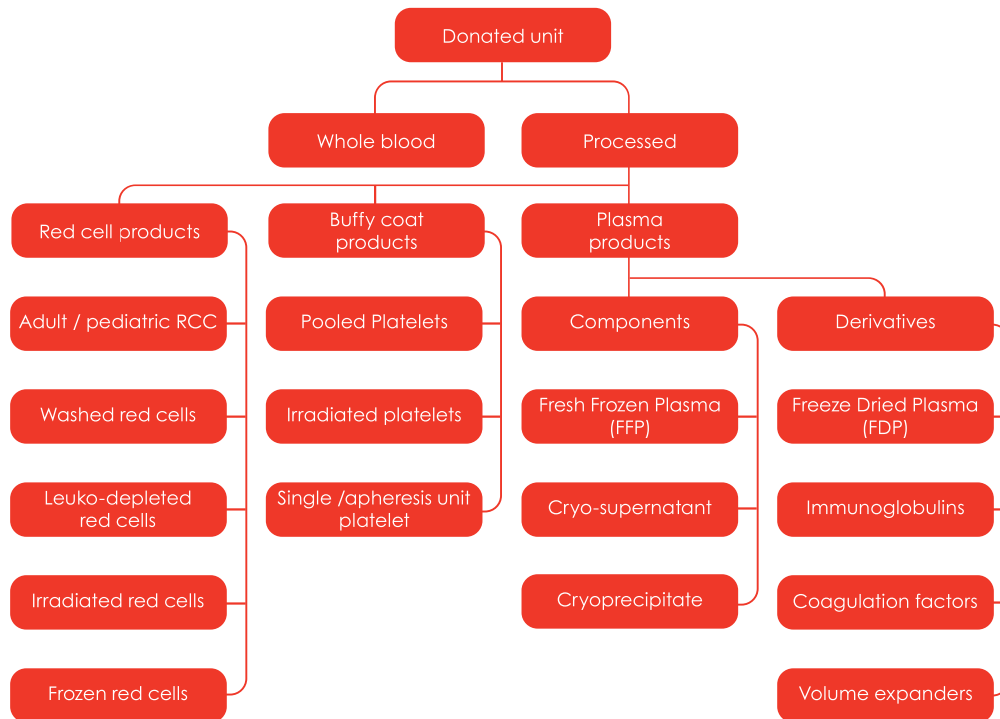 Donated unit
Whole blood
Processed
Red cell products
Buffy coat
products
Plasma
products
Adult / pediatric RCC
Pooled Platelets
Components
Derivatives
Washed red cells
Irradiated platelets
Fresh Frozen Plasma
(FFP)
Freeze Dried Plasma
(FDP)
Leuko-depleted
red cells
Single /apheresis unit
platelet
Cryo-supernatant
Immunoglobulins
Irradiated red cells
Cryoprecipitate
Coagulation factors
Frozen red cells
Volume expanders